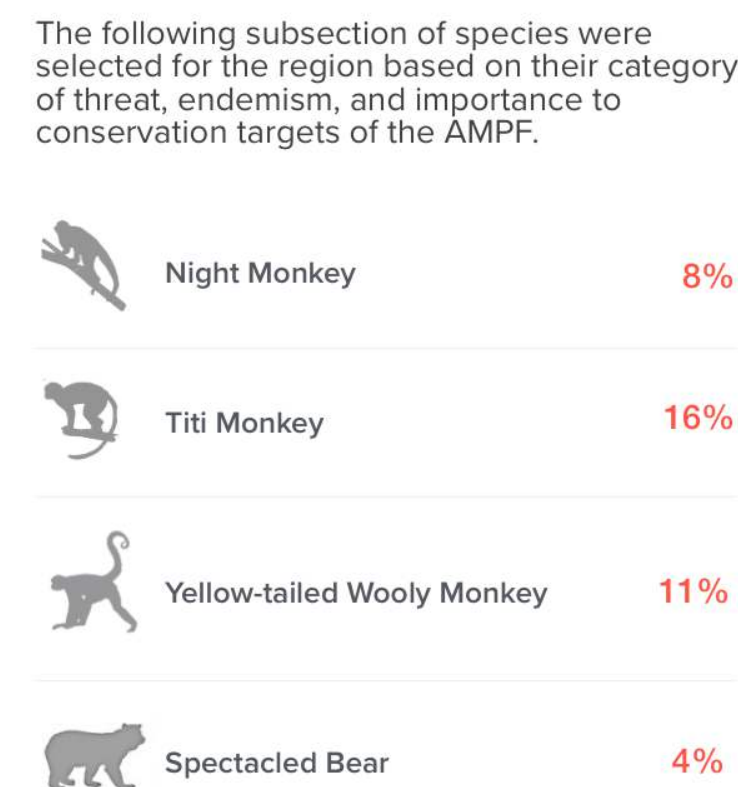 The following subsection of species were
selected for the region based on their category
of threat, endemism, and importance to
conservation targets of the AMPF.
Night Monkey 8%
Titi Monkey 16%
Yellow-tailed Wooly Monkey 11%
Spectacled Bear 4%